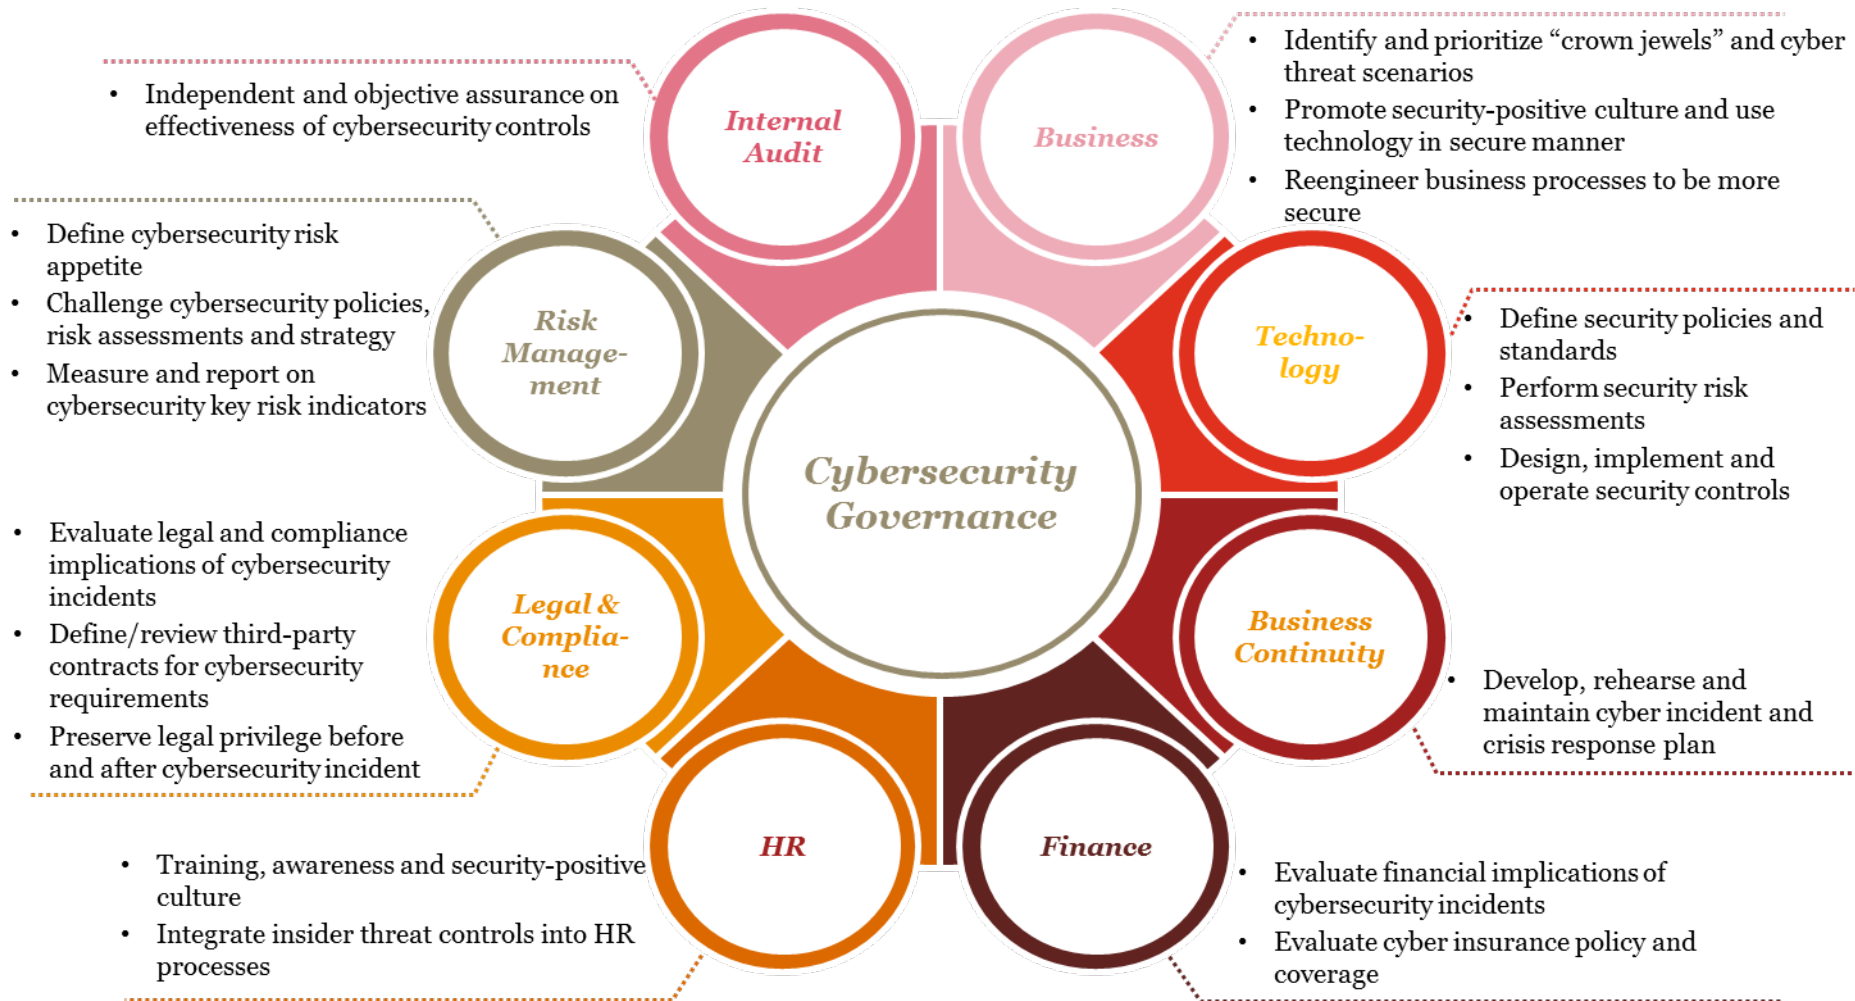 • Independent and objective assurance on
effectiveness of cybersecurity controls
Internal
Audit
Business
• Identify and prioritize “crown jewels” and cyber
threat scenarios
• Promote security-positive culture and use
technology in secure manner
• Reengineer business processes to be more
secure
• Define cybersecurity risk
appetite
• Challenge cybersecurity policies,
risk assessments and strategy
• Measure and report on
cybersecurity key risk indicators
Risk
Manage-
ment
Techno-
logy
• Define security policies and
standards
• Perform security risk
assessments
• Design, implement and
operate security controls
Cybersecurity
Governance
• Evaluate legal and compliance
implications of cybersecurity
incidents
• Define/review third-party
contracts for cybersecurity
requirements
• Preserve legal privilege before
and after cybersecurity incident
Legal &
Complia-
nce
Business
Continuity
• Develop, rehearse and
maintain cyber incident and
crisis response plan
• Training, awareness and security-positive
culture
• Integrate insider threat controls into HR
processes
HR
Finance
• Evaluate financial implications of
cybersecurity incidents
• Evaluate cyber insurance policy and
coverage